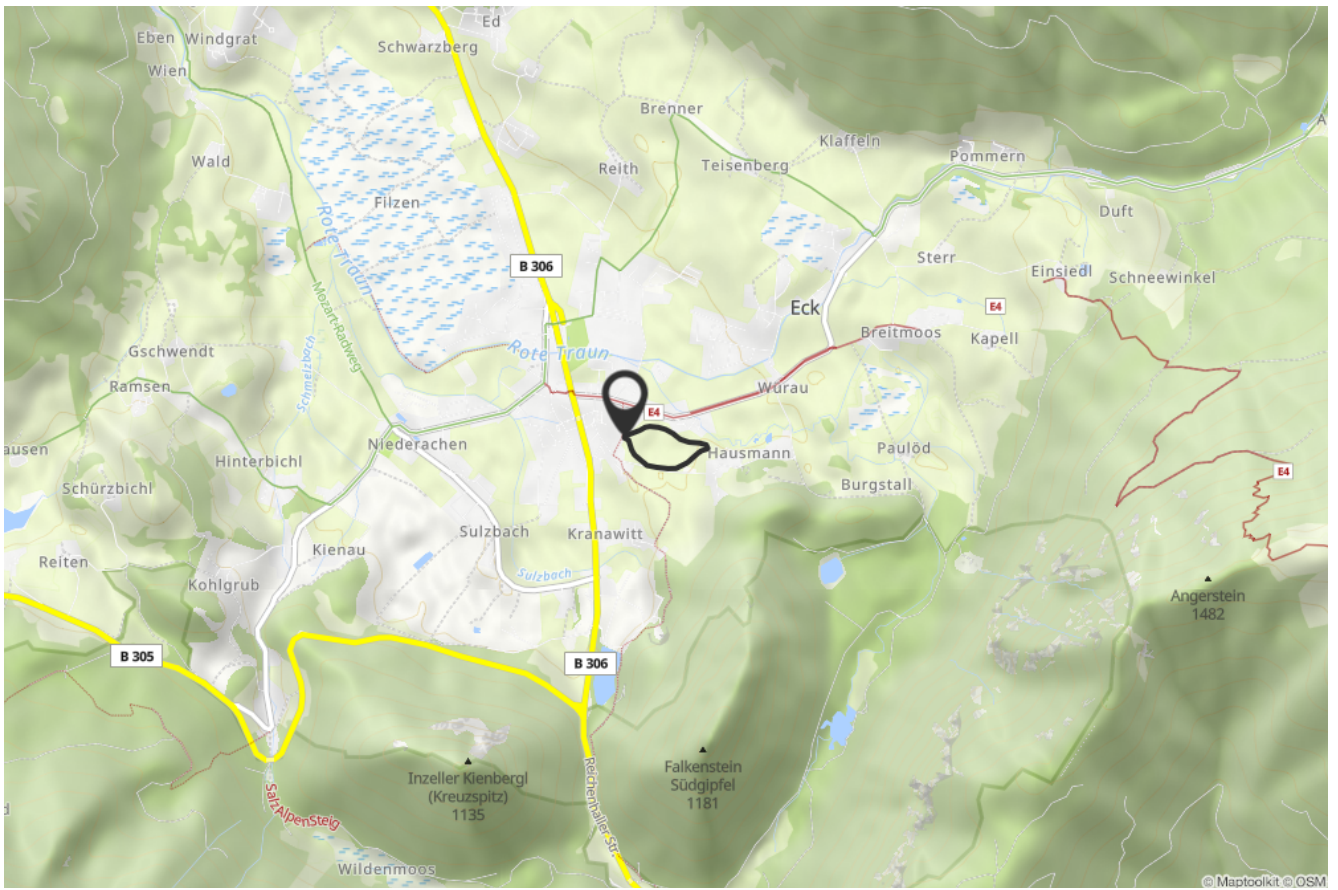 Ed
Eben
Windgrat
Schwarzberg
Wien
Brenner
Klaffeln
Pommern
Wald
Reith
Teisenberg
Filzen
Rote Traun
Duft
B 306
Sterr
Einsiedl
Schneewinkel
Mozart-Radweg
Eck
E4
Breitmoos
Kapell
Schmelzbach
Gschwendt
Rote Traun
Ramsen
Wurau
E4
Niederachen
Hausmann
Paulöd
ausen
Hinterbichl
E4
Schürzbichl
Burgstall
Sulzbach
Kranawitt
Kienau
Reiten
Sulzbach
Kohlgrub
Angerstein
1482
B 305
B 306
Inzeller Kienbergl
(Kreuzspitz)
1135
Falkenstein
Südgipfel
1181
Reichenhaller Str.
SalzAlpenSteig
Wildenmoos
© Maptoolkit © OSM